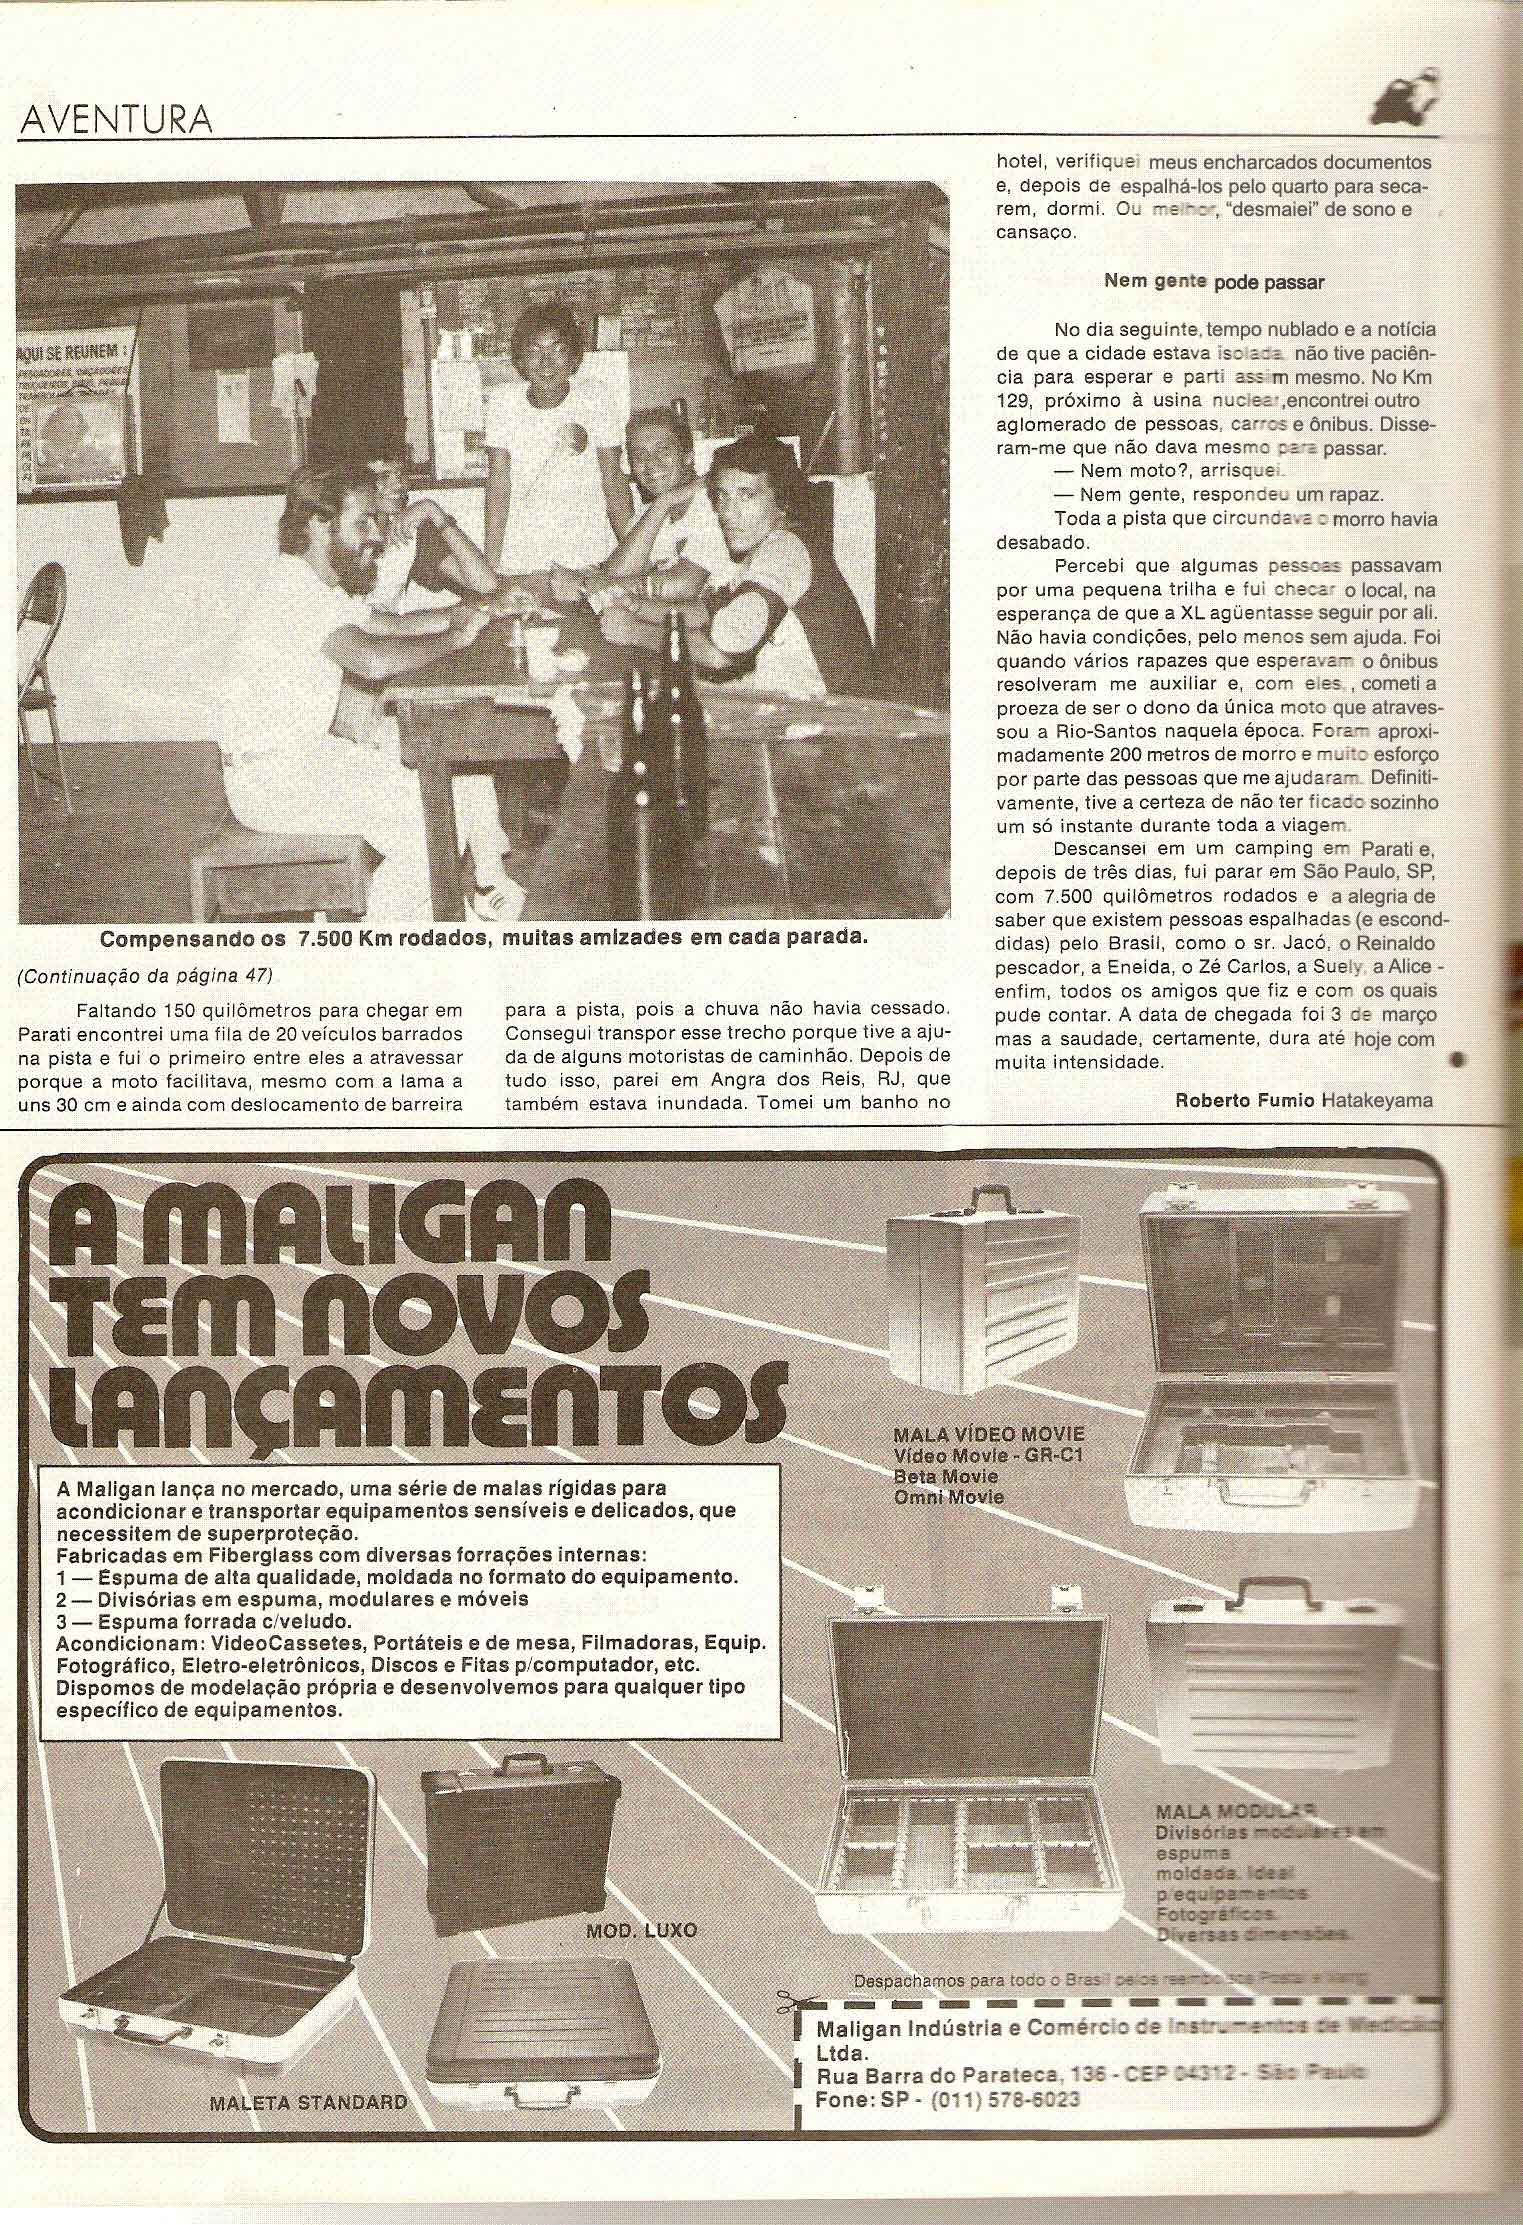 AVENTURA
AQUI SE REUNEM:
PESCADORES, CAÇADORES
Compensando os 7.500 Km rodados, muitas amizades em cada parada.
(Continuação da página 47)
Faltando 150 quilômetros para chegar em
Parati encontrei uma fila de 20 veículos barrados
na pista e fui o primeiro entre eles a atravessar
porque a moto facilitava, mesmo com a lama a
uns 30 cm e ainda com deslocamento de barreira
para a pista, pois a chuva não havia cessado.
Consegui transpor esse trecho porque tive a aju-
da de alguns motoristas de caminhão. Depois de
tudo isso, parei em Angra dos Reis, RJ, que
também estava inundada. Tomei um banho no
hotel, verifiquei meus encharcados documentos
e, depois de espalhá-los pelo quarto para seca-
rem, dormi. Ou melhor, “desmaiei” de sono e
cansaço.
Nem gente pode passar
No dia seguinte, tempo nublado e a notícia
de que a cidade estava isolada, não tive paciên-
cia para esperar e parti assim mesmo. No Km
129, próximo à usina nuclear,encontrei outro
aglomerado de pessoas, carros e ônibus. Disse-
ram-me que não dava mesmo para passar.
— Nem moto?, arrisquei.
— Nem gente, respondeu um rapaz.
Toda a pista que circundava o morro havia
desabado.
Percebi que algumas pessoas passavam
por uma pequena trilha e fui checar o local, na
esperança de que a XL agüentasse seguir por ali.
Não havia condições, pelo menos sem ajuda. Foi
quando vários rapazes que esperavam o ônibus
resolveram me auxiliar e, com eles, cometi a
proeza de ser o dono da única moto que atraves-
sou a Rio-Santos naquela época. Foram aproxi-
madamente 200 metros de morro e muito esforço
por parte das pessoas que me ajudaram. Definiti-
vamente, tive a certeza de não ter ficado sozinho
um só instante durante toda a viagem.
Descansei em um camping em Parati e,
depois de três dias, fui parar em São Paulo, SP,
com 7.500 quilômetros rodados e a alegria de
saber que existem pessoas espalhadas (e escond-
didas) pelo Brasil, como o sr. Jacó, o Reinaldo
pescador, a Eneida, o Zé Carlos, a Suely, a Alice -
enfim, todos os amigos que fiz e com os quais
pude contar. A data de chegada foi 3 de março
mas a saudade, certamente, dura até hoje com
muita intensidade.
Roberto Fumio Hatakeyama
A MALIGAN
TEM NOVOS
LANÇAMENTOS
A Maligan lança no mercado, uma série de malas rígidas para
acondicionar e transportar equipamentos sensíveis e delicados, que
necessitem de superproteção.
Fabricadas em Fiberglass com diversas forrações internas:
1 — Espuma de alta qualidade, moldada no formato do equipamento.
2 — Divisórias em espuma, modulares e móveis
3 — Espuma forrada c/veludo.
Acondicionam: VideoCassetes, Portáteis e de mesa, Filmadoras, Equip.
Fotográfico, Eletro-eletrônicos, Discos e Fitas p/computador, etc.
Dispomos de modelação própria e desenvolvemos para qualquer tipo
específico de equipamentos.
MALA VÍDEO MOVIE
Vídeo Movie - GR-C1
Beta Movie
Omni Movie
MALA MODULAR
Divisórias modulares em
espuma
moldada. Ideal
p/equipamentos
Fotográficos.
Diversas dimensões.
MOD. LUXO
MALETA STANDARD
Despachamos para todo o Brasil pelos reembolsos Postal e Varig
Maligan Indústria e Comércio de Instrumentos de Medição
Ltda.
Rua Barra do Parateca, 136 - CEP 04312 - São Paulo
Fone: SP - (011) 578-6023